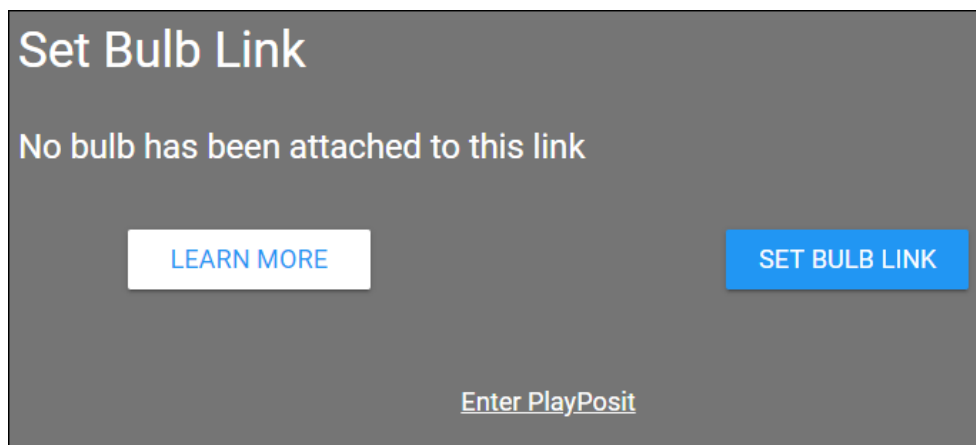 Set Bulb Link
No bulb has been attached to this link
LEARN MORE
SET BULB LINK
Enter PlayPosit